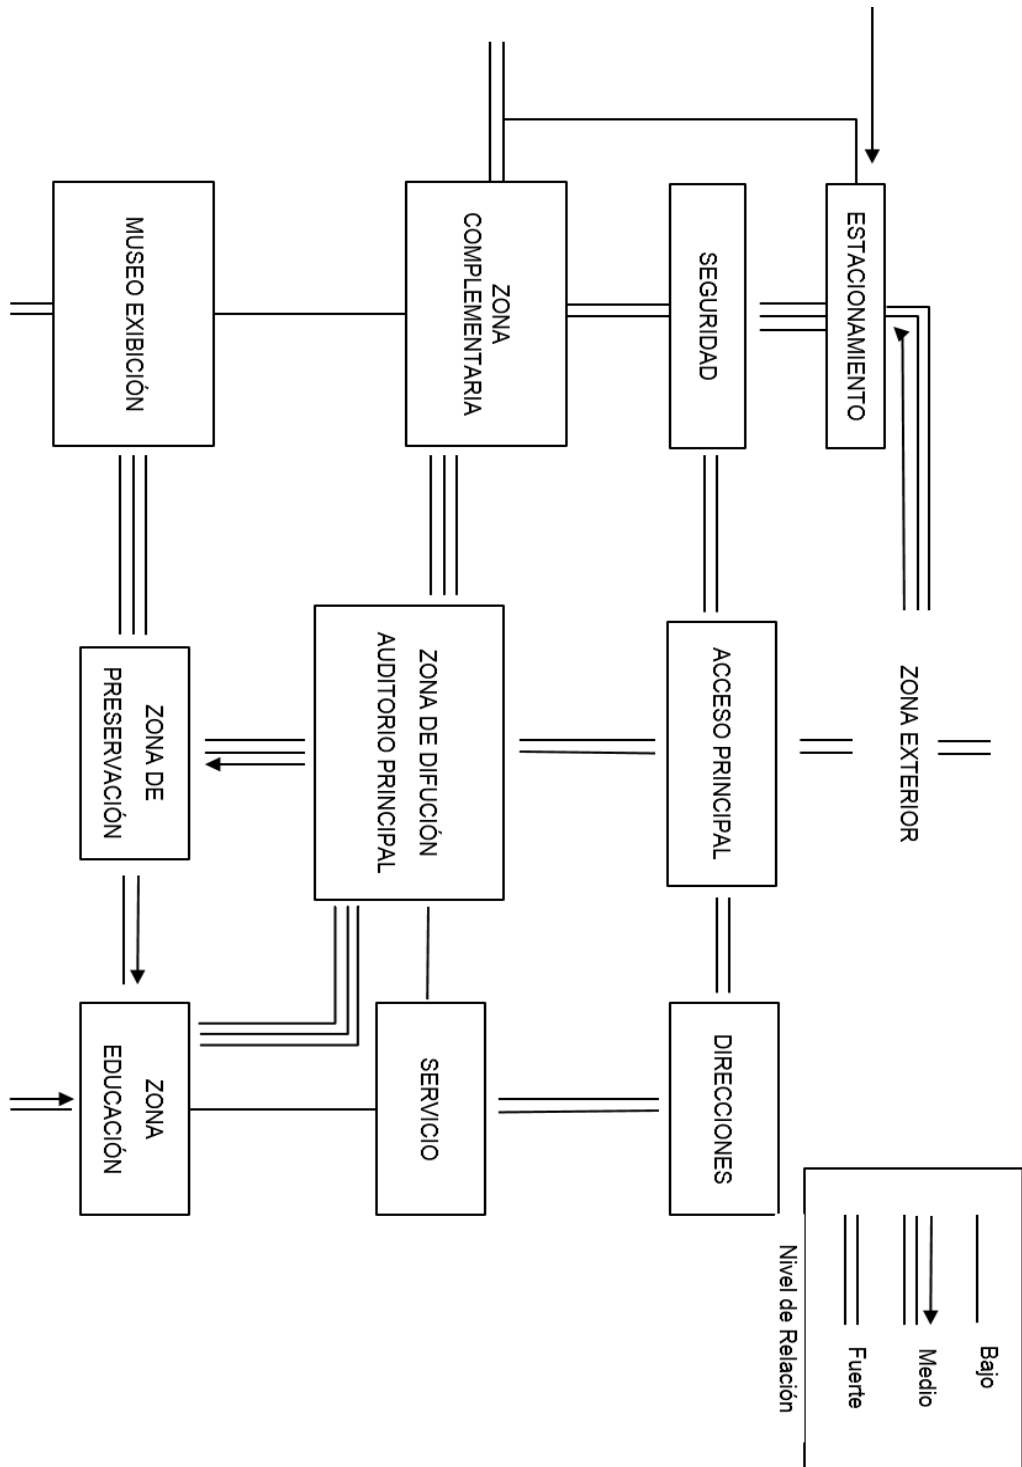 ZONA EXTERIOR
ESTACIONAMIENTO
SEGURIDAD
ACCESO PRINCIPAL
DIRECCIONES
ZONA
COMPLEMENTARIA
ZONA DE DIFUCIÓN
AUDITORIO PRINCIPAL
SERVICIO
MUSEO EXIBICIÓN
ZONA DE
PRESERVACIÓN
ZONA
EDUCACIÓN
Bajo
Medio
Fuerte
Nivel de Relación